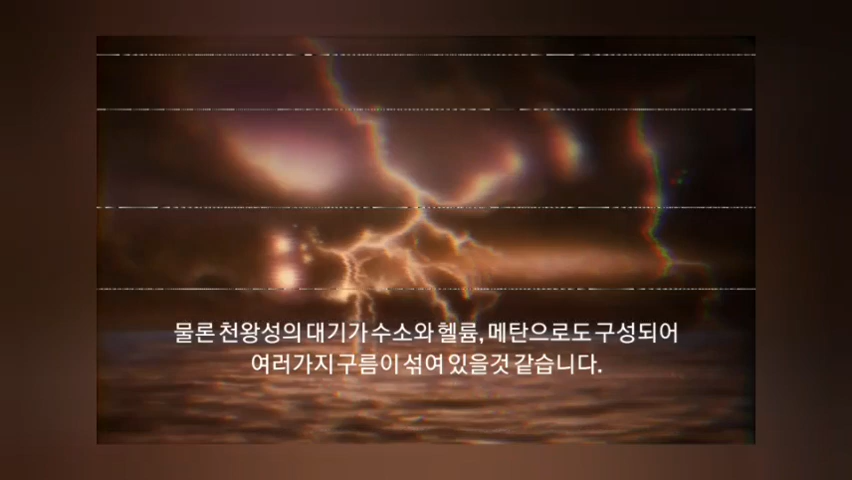 물론 천왕성의 대기가 수소와 헬륨, 메탄으로도 구성되어
여러가지 구름이 섞여 있을것 같습니다.